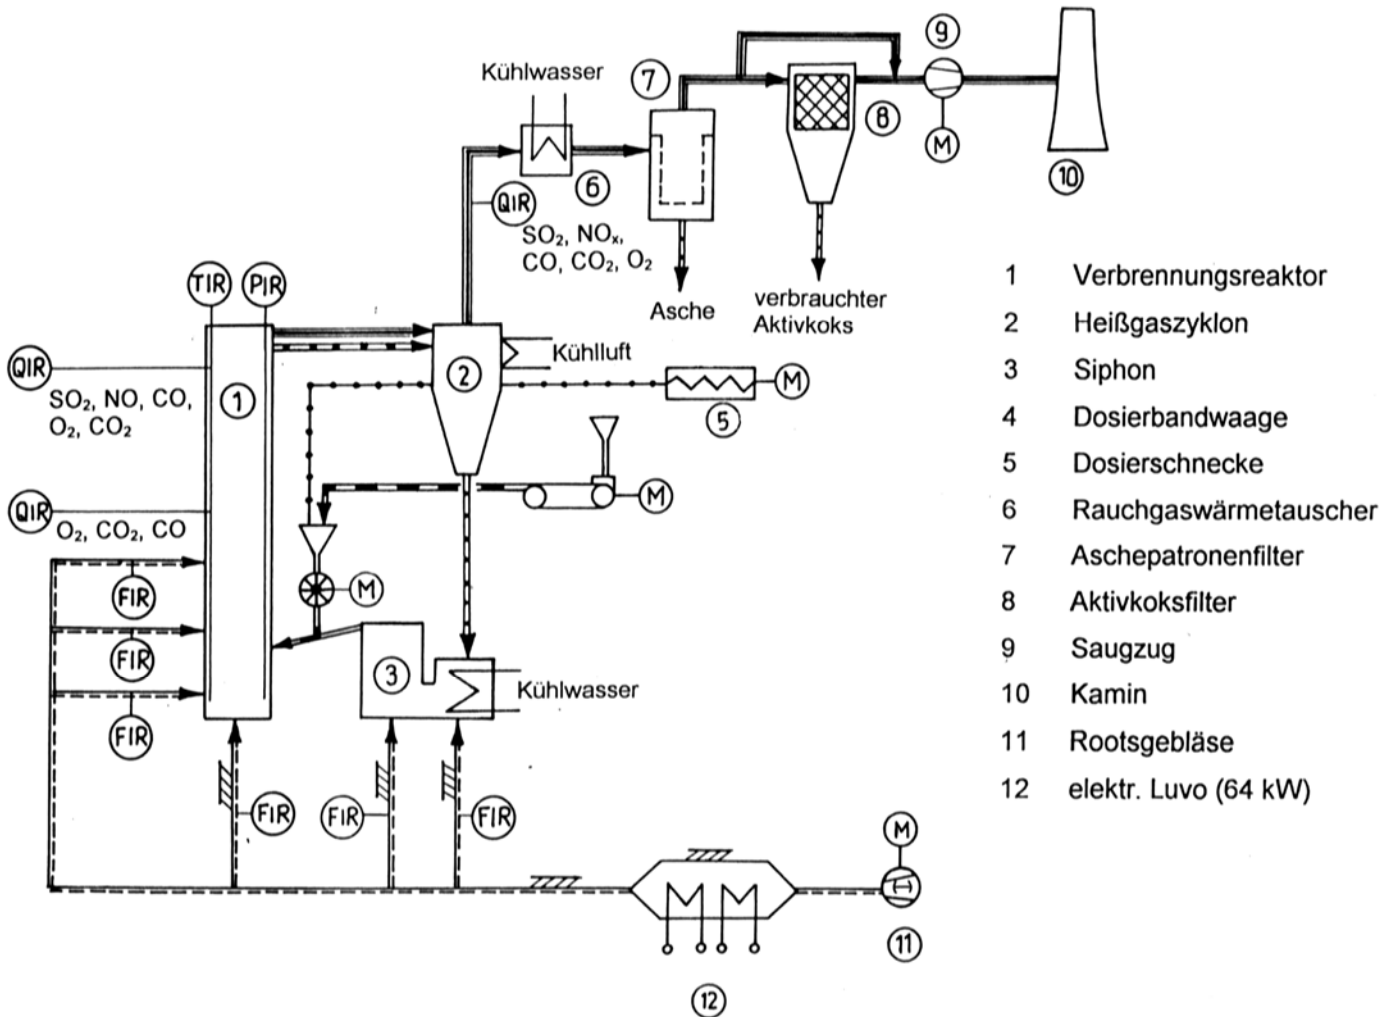 Kühlwasser
7
9
M
8
10
6
QIR
SO₂, NOₓ,
CO, CO₂, O₂
Asche
verbrauchter
Aktivkoks
TIR
PIR
QIR
SO₂, NO, CO,
O₂, CO₂
1
2
Kühlluft
M
5
M
QIR
O₂, CO₂, CO
FIR
M
FIR
3
Kühlwasser
FIR
FIR
FIR
FIR
M
11
12
1 Verbrennungsreaktor
2 Heißgaszyklon
3 Siphon
4 Dosierbandwaage
5 Dosierschnecke
6 Rauchgaswärmetauscher
7 Aschepatronenfilter
8 Aktivkoksfilter
9 Saugzug
10 Kamin
11 Rootsgebläse
12 elektr. Luvo (64 kW)